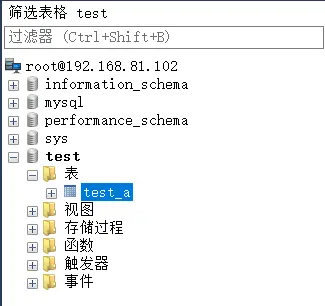 筛选表格 test
过滤器 (Ctrl+Shift+B)
root@192.168.81.102
information_schema
mysql
performance_schema
sys
test
表
test_a
视图
存储过程
函数
触发器
事件